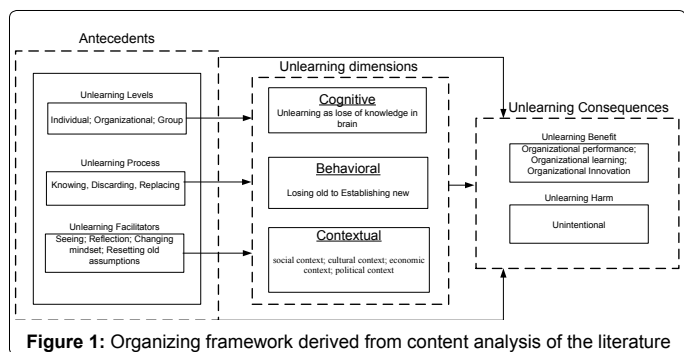 Antecedents
Unlearning Levels
Individual; Organizational; Group
Unlearning Process
Knowing, Discarding, Replacing
Unlearning Facilitators
Seeing; Reflection; Changing
mindset; Resetting old
assumptions
Unlearning dimensions
Cognitive
Unlearning as lose of knowledge in
brain
Behavioral
Losing old to Establishing new
Contextual
social context; cultural context; economic
context; political context
Unlearning Consequences
Unlearning Benefit
Organizational performance;
Organizational learning;
Organizational Innovation
Unlearning Harm
Unintentional
Figure 1: Organizing framework derived from content analysis of the literature